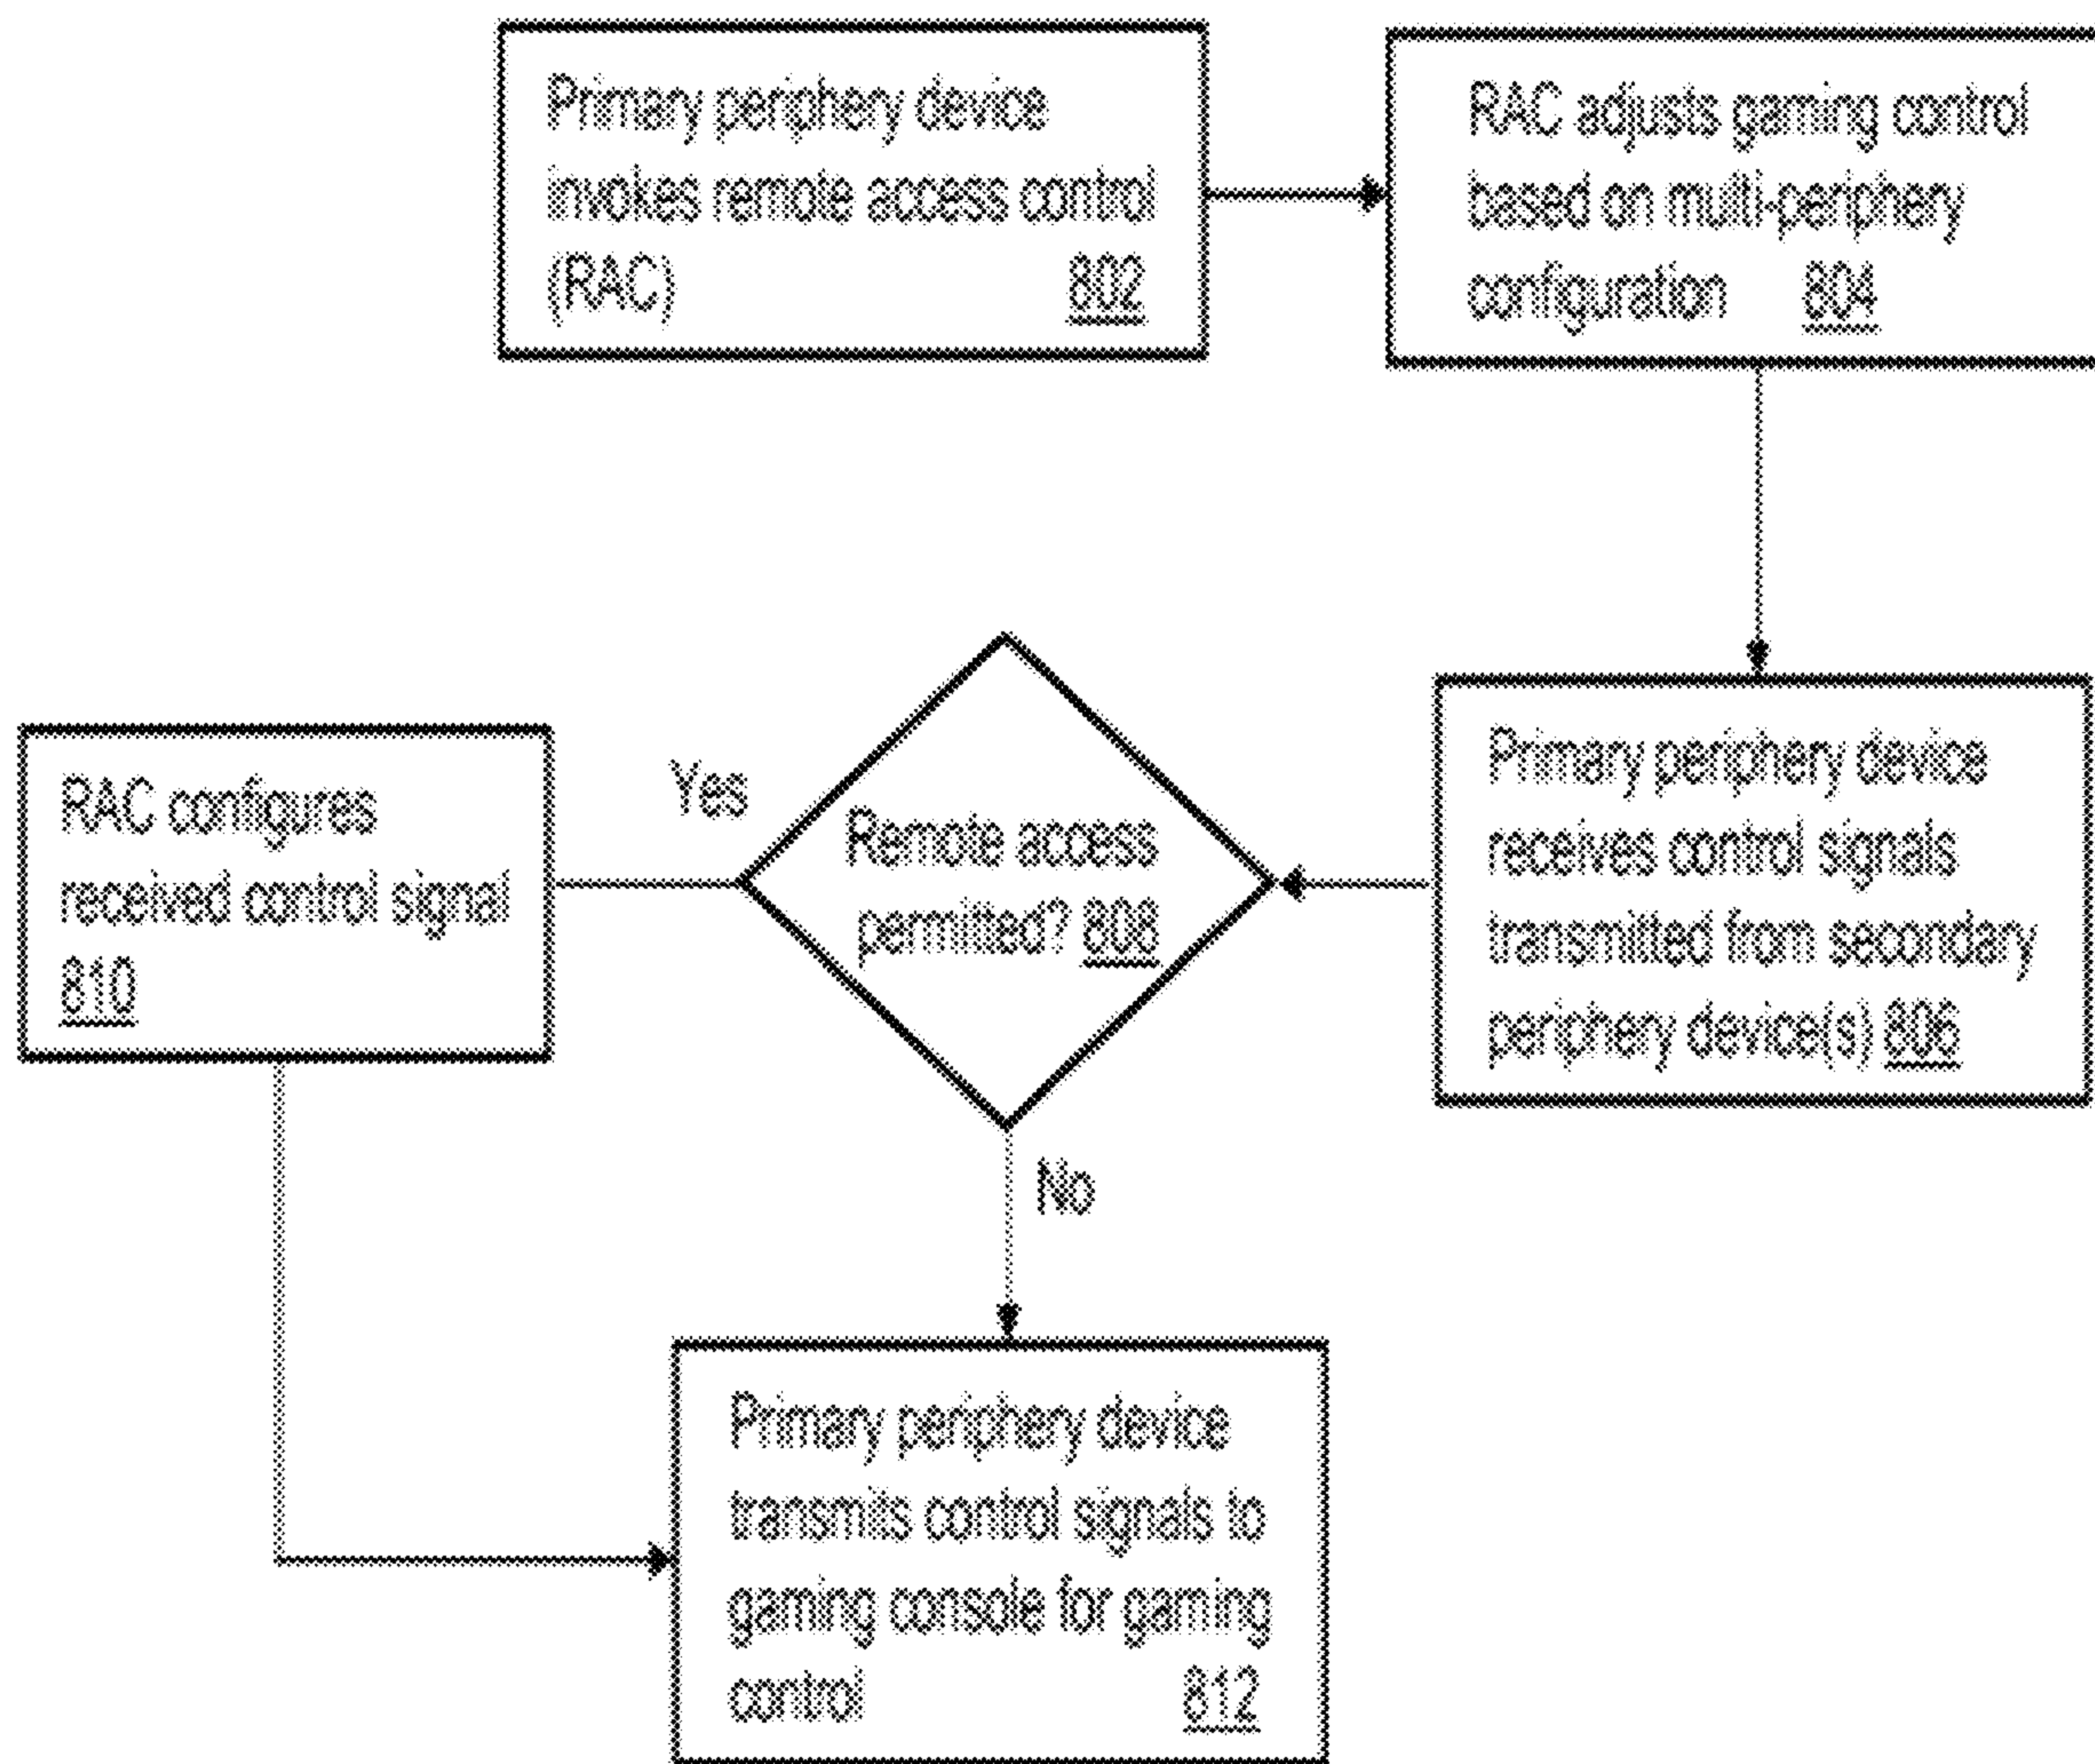 Primary periphery device
invokes remote access control
(RAC) 802
RAC adjusts gaming control
based on multi-periphery
configuration 804
Primary periphery device
receives control signals
transmitted from secondary
periphery device(s) 806
Remote access
permitted? 808
Yes
RAC configures
received control signal
810
No
Primary periphery device
transmits control signals to
gaming console for gaming
control 812